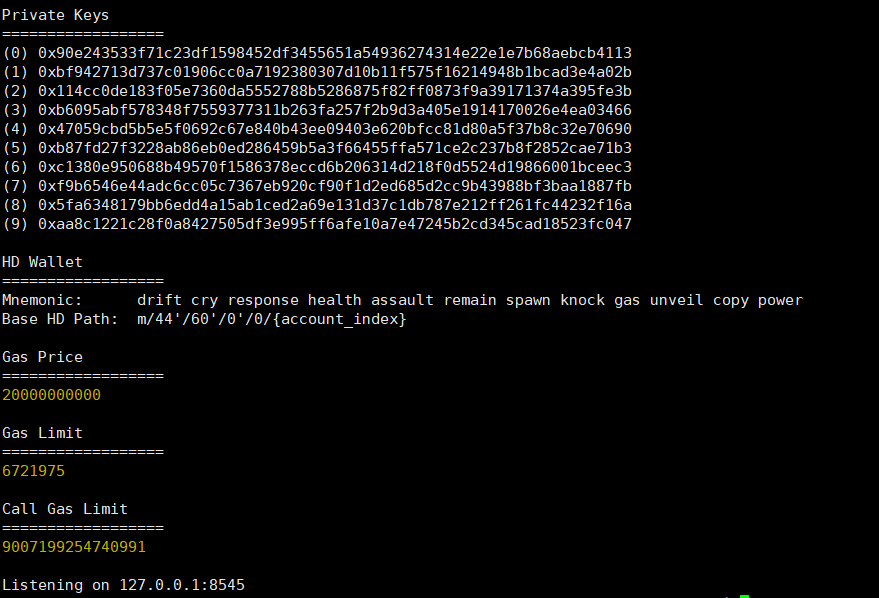 Private Keys
==================
(0) 0x90e243533f71c23df1598452df3455651a54936274314e22e1e7b68aebcb4113
(1) 0xbf942713d737c01906cc0a7192380307d10b11f575f16214948b1bcad3e4a02b
(2) 0x114cc0de183f05e7360da5552788b5286875f82ff0873f9a39171374a395fe3b
(3) 0xb6095abf578348f7559377311b263fa257f2b9d3a405e1914170026e4ea03466
(4) 0x47059cbd5b5e5f0692c67e840b43ee09403e620bfcc81d80a5f37b8c32e70690
(5) 0xb87fd27f3228ab86eb0ed286459b5a3f66455ffa571ce2c237b8f2852cae71b3
(6) 0xc1380e950688b49570f1586378eccd6b206314d218f0d5524d19866001bceec3
(7) 0xf9b6546e44adc6cc05c7367eb920cf90f1d2ed685d2cc9b43988bf3baa1887fb
(8) 0x5fa6348179bb6edd4a15ab1ced2a69e131d37c1db787e212ff261fc44232f16a
(9) 0xaa8c1221c28f0a8427505df3e995ff6afe10a7e47245b2cd345cad18523fc047
HD Wallet
==================
Mnemonic:      drift cry response health assault remain spawn knock gas unveil copy power
Base HD Path:  m/44'/60'/0'/0/{account_index}
Gas Price
==================
20000000000
Gas Limit
==================
6721975
Call Gas Limit
==================
9007199254740991
Listening on 127.0.0.1:8545